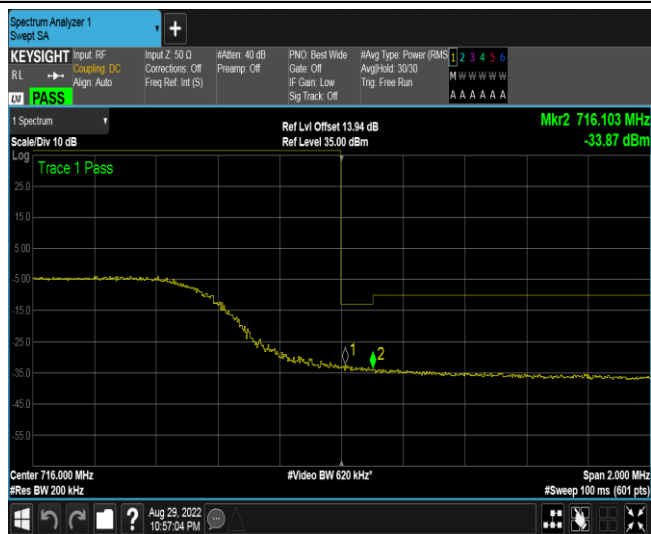 Spectrum Analyzer 1
Swept SA
+
KEYSIGHT Input: RF Input Z: 50 Ω #Atten: 40 dB PNO: Best Wide #Avg Type: Power (RMS 1 2 3 4 5 6
RL Coupling: DC Corrections: Off Preamp: Off Gate: Off Avg|Hold: 30/30 M W W W W W
Align: Auto Freq Ref: Int (S) IF Gain: Low Trig: Free Run
LXI PASS Sig Track: Off A A A A A A
1 Spectrum Ref Lvl Offset 13.94 dB Mkr2 716.103 MHz
Scale/Div 10 dB Ref Level 35.00 dBm -33.87 dBm
Log
Trace 1 Pass
25.0
15.0
5.00
-5.00
-15.0
-25.0
1
2
-35.0
-45.0
-55.0
Center 716.000 MHz #Video BW 620 kHz* Span 2.000 MHz
#Res BW 200 kHz #Sweep 100 ms (601 pts)
? Aug 29, 2022
10:57:04 PM